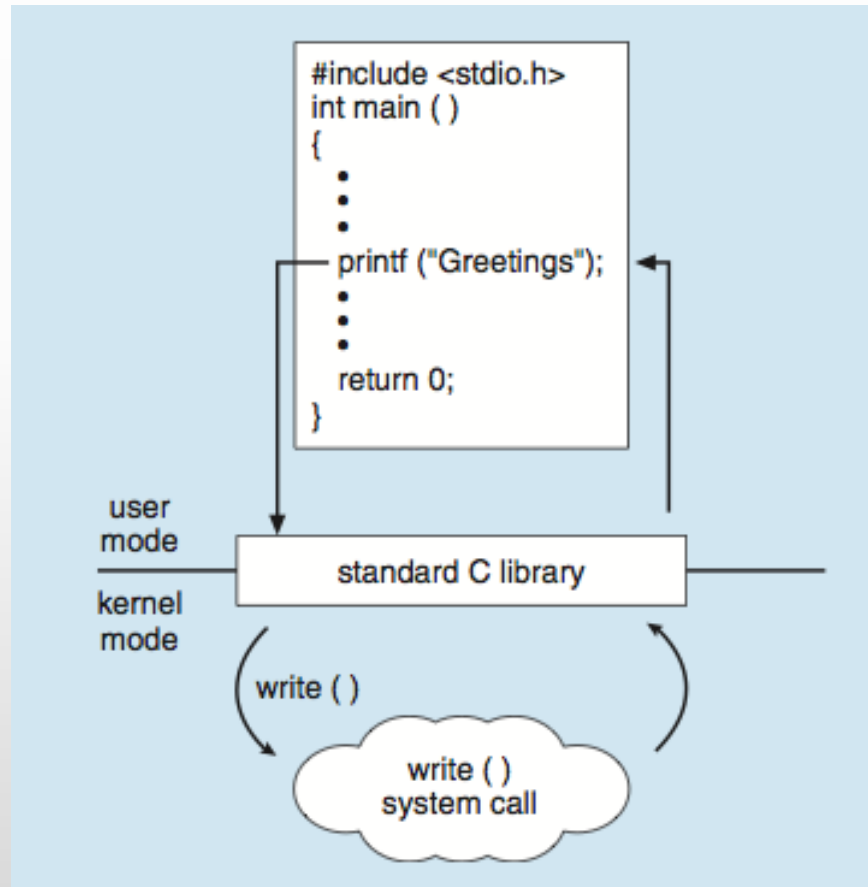 #include <stdio.h>
int main ( )
{
•
•
•
printf ("Greetings");
•
•
•
return 0;
}
user
mode
standard C library
kernel
mode
write ( )
write ( )
system call